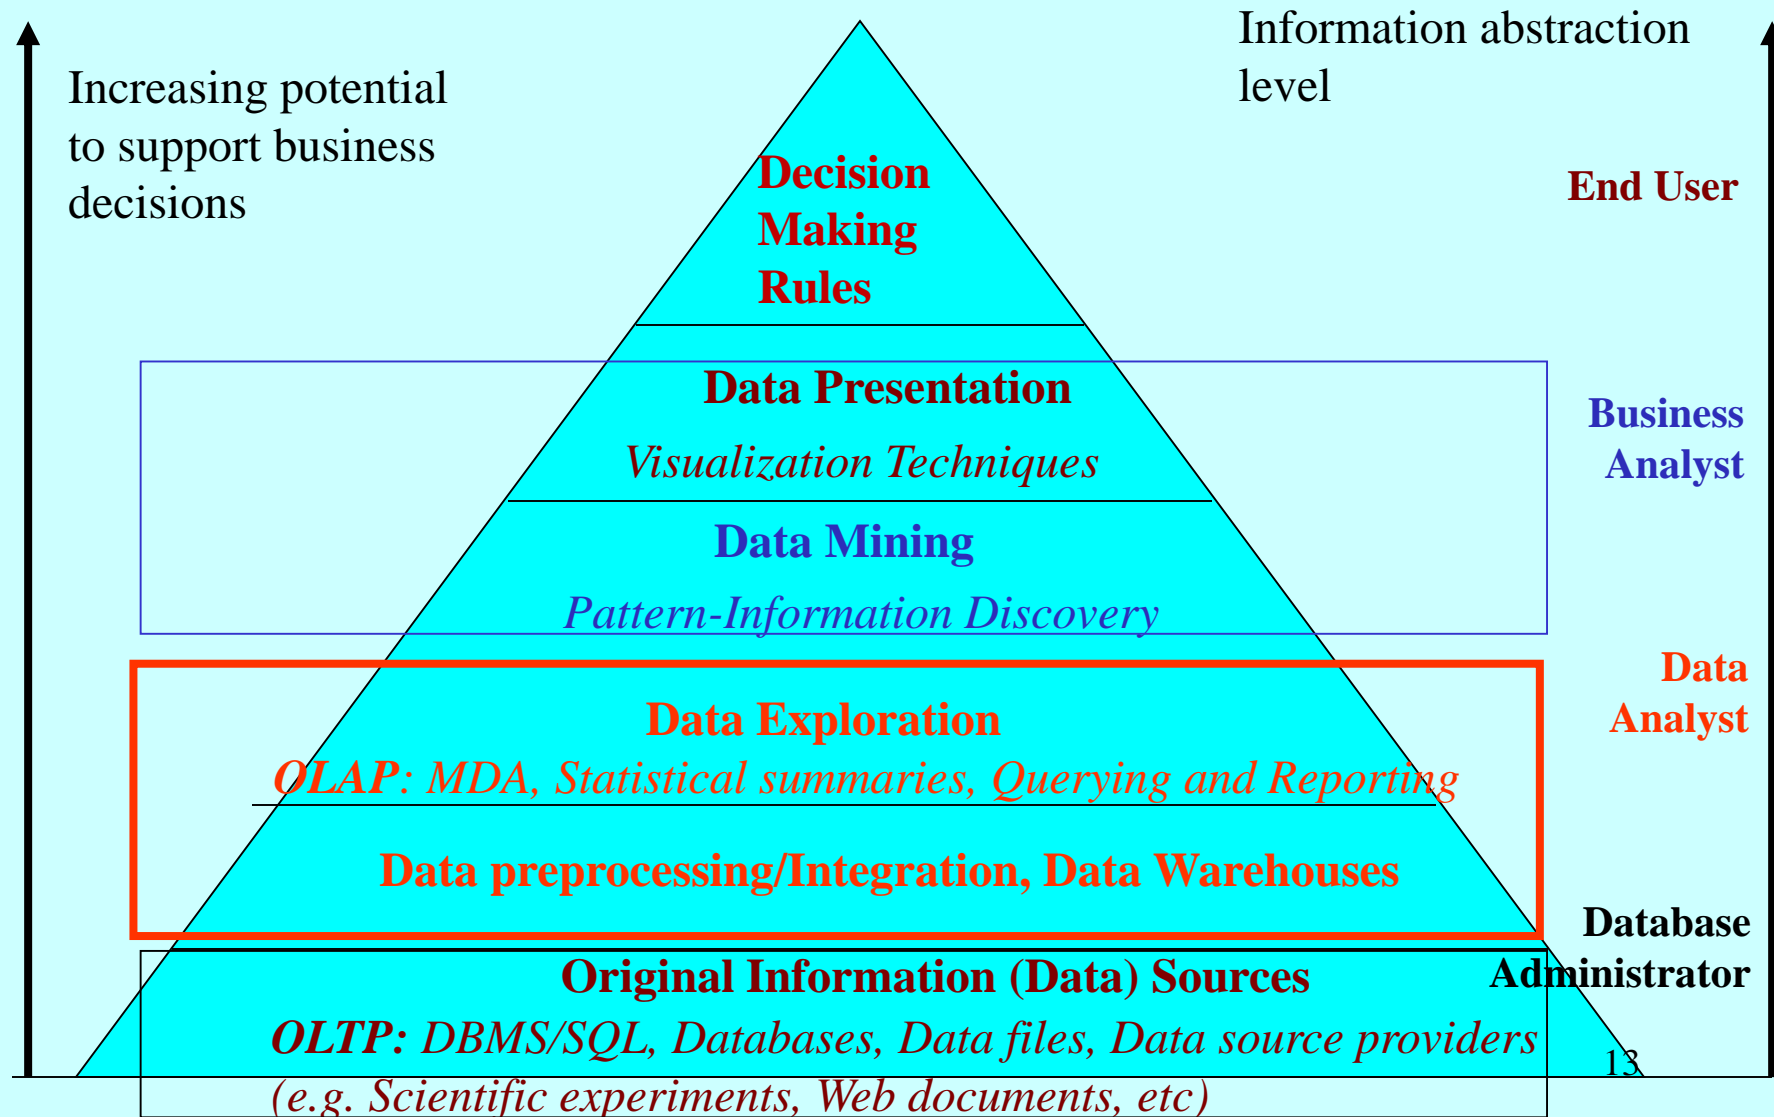 Increasing potential
to support business
decisions
Information abstraction
level
Decision
Making
Rules
End User
Data Presentation
Visualization Techniques
Business
Analyst
Data Mining
Pattern-Information Discovery
Data
Analyst
Data Exploration
OLAP: MDA, Statistical summaries, Querying and Reporting
Data preprocessing/Integration, Data Warehouses
Database
Administrator
Original Information (Data) Sources
OLTP: DBMS/SQL, Databases, Data files, Data source providers
(e.g. Scientific experiments, Web documents, etc)
13